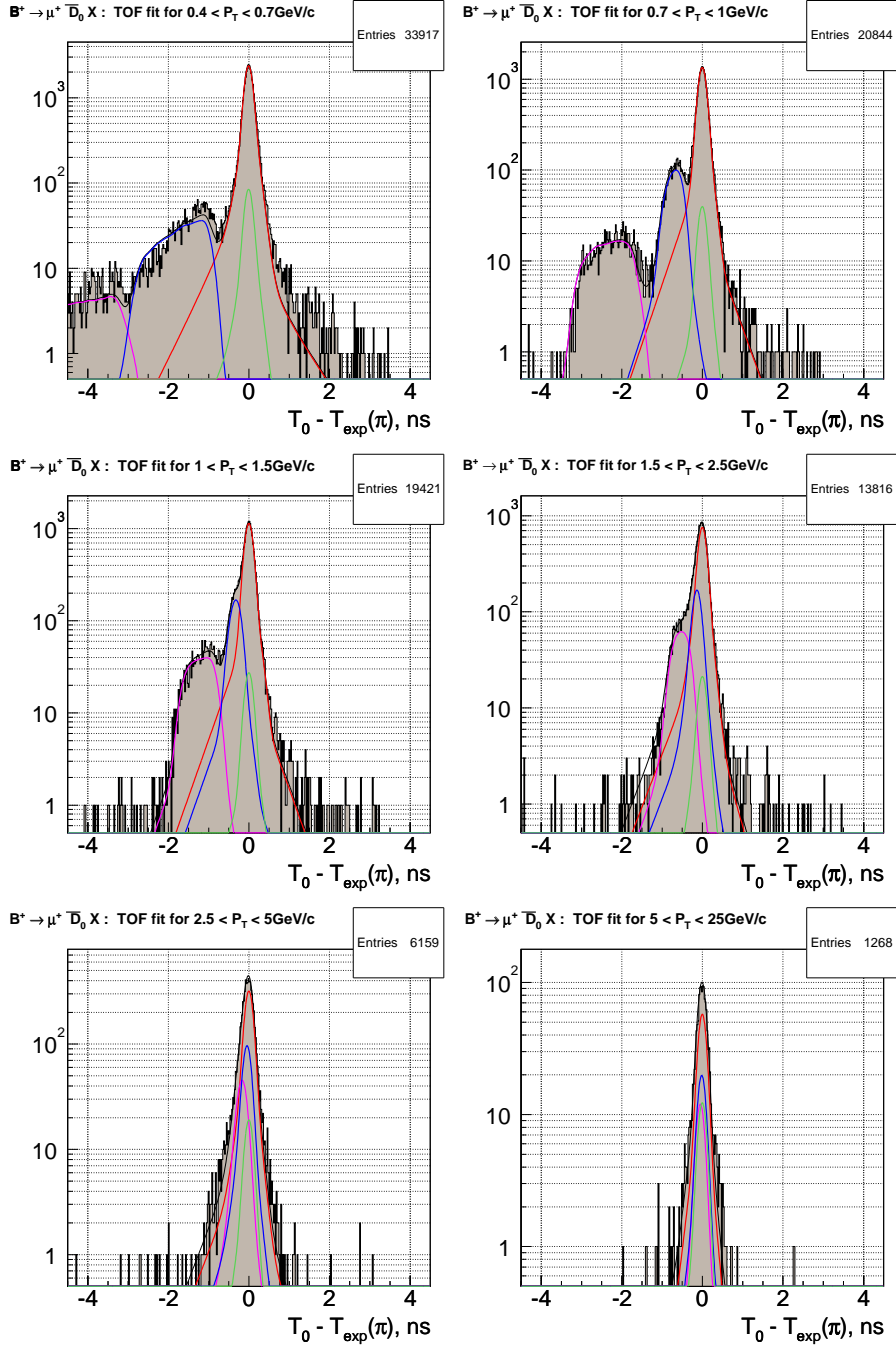 B⁺ → μ⁺ D̅₀ X : TOF fit for 0.4 < P_T < 0.7GeV/c
Entries 33917
10³
10²
10
1
-4 -2 0 2 4
T₀ - T_exp(π), ns
B⁺ → μ⁺ D̅₀ X : TOF fit for 0.7 < P_T < 1GeV/c
Entries 20844
10³
10²
10
1
-4 -2 0 2 4
T₀ - T_exp(π), ns
B⁺ → μ⁺ D̅₀ X : TOF fit for 1 < P_T < 1.5GeV/c
Entries 19421
10³
10²
10
1
-4 -2 0 2 4
T₀ - T_exp(π), ns
B⁺ → μ⁺ D̅₀ X : TOF fit for 1.5 < P_T < 2.5GeV/c
Entries 13816
10³
10²
10
1
-4 -2 0 2 4
T₀ - T_exp(π), ns
B⁺ → μ⁺ D̅₀ X : TOF fit for 2.5 < P_T < 5GeV/c
Entries 6159
10²
10
1
-4 -2 0 2 4
T₀ - T_exp(π), ns
B⁺ → μ⁺ D̅₀ X : TOF fit for 5 < P_T < 25GeV/c
Entries 1268
10²
10
1
-4 -2 0 2 4
T₀ - T_exp(π), ns